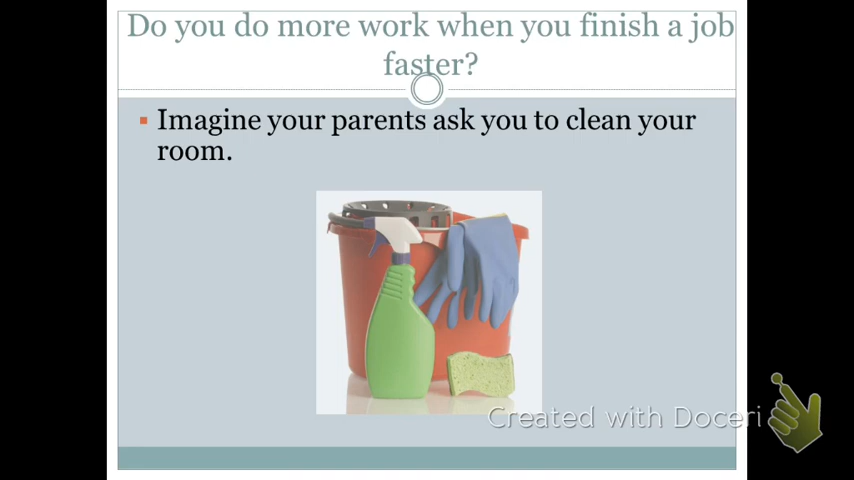 Do you do more work when you finish a job
faster?
Imagine your parents ask you to clean your
room.
Created with Doceri